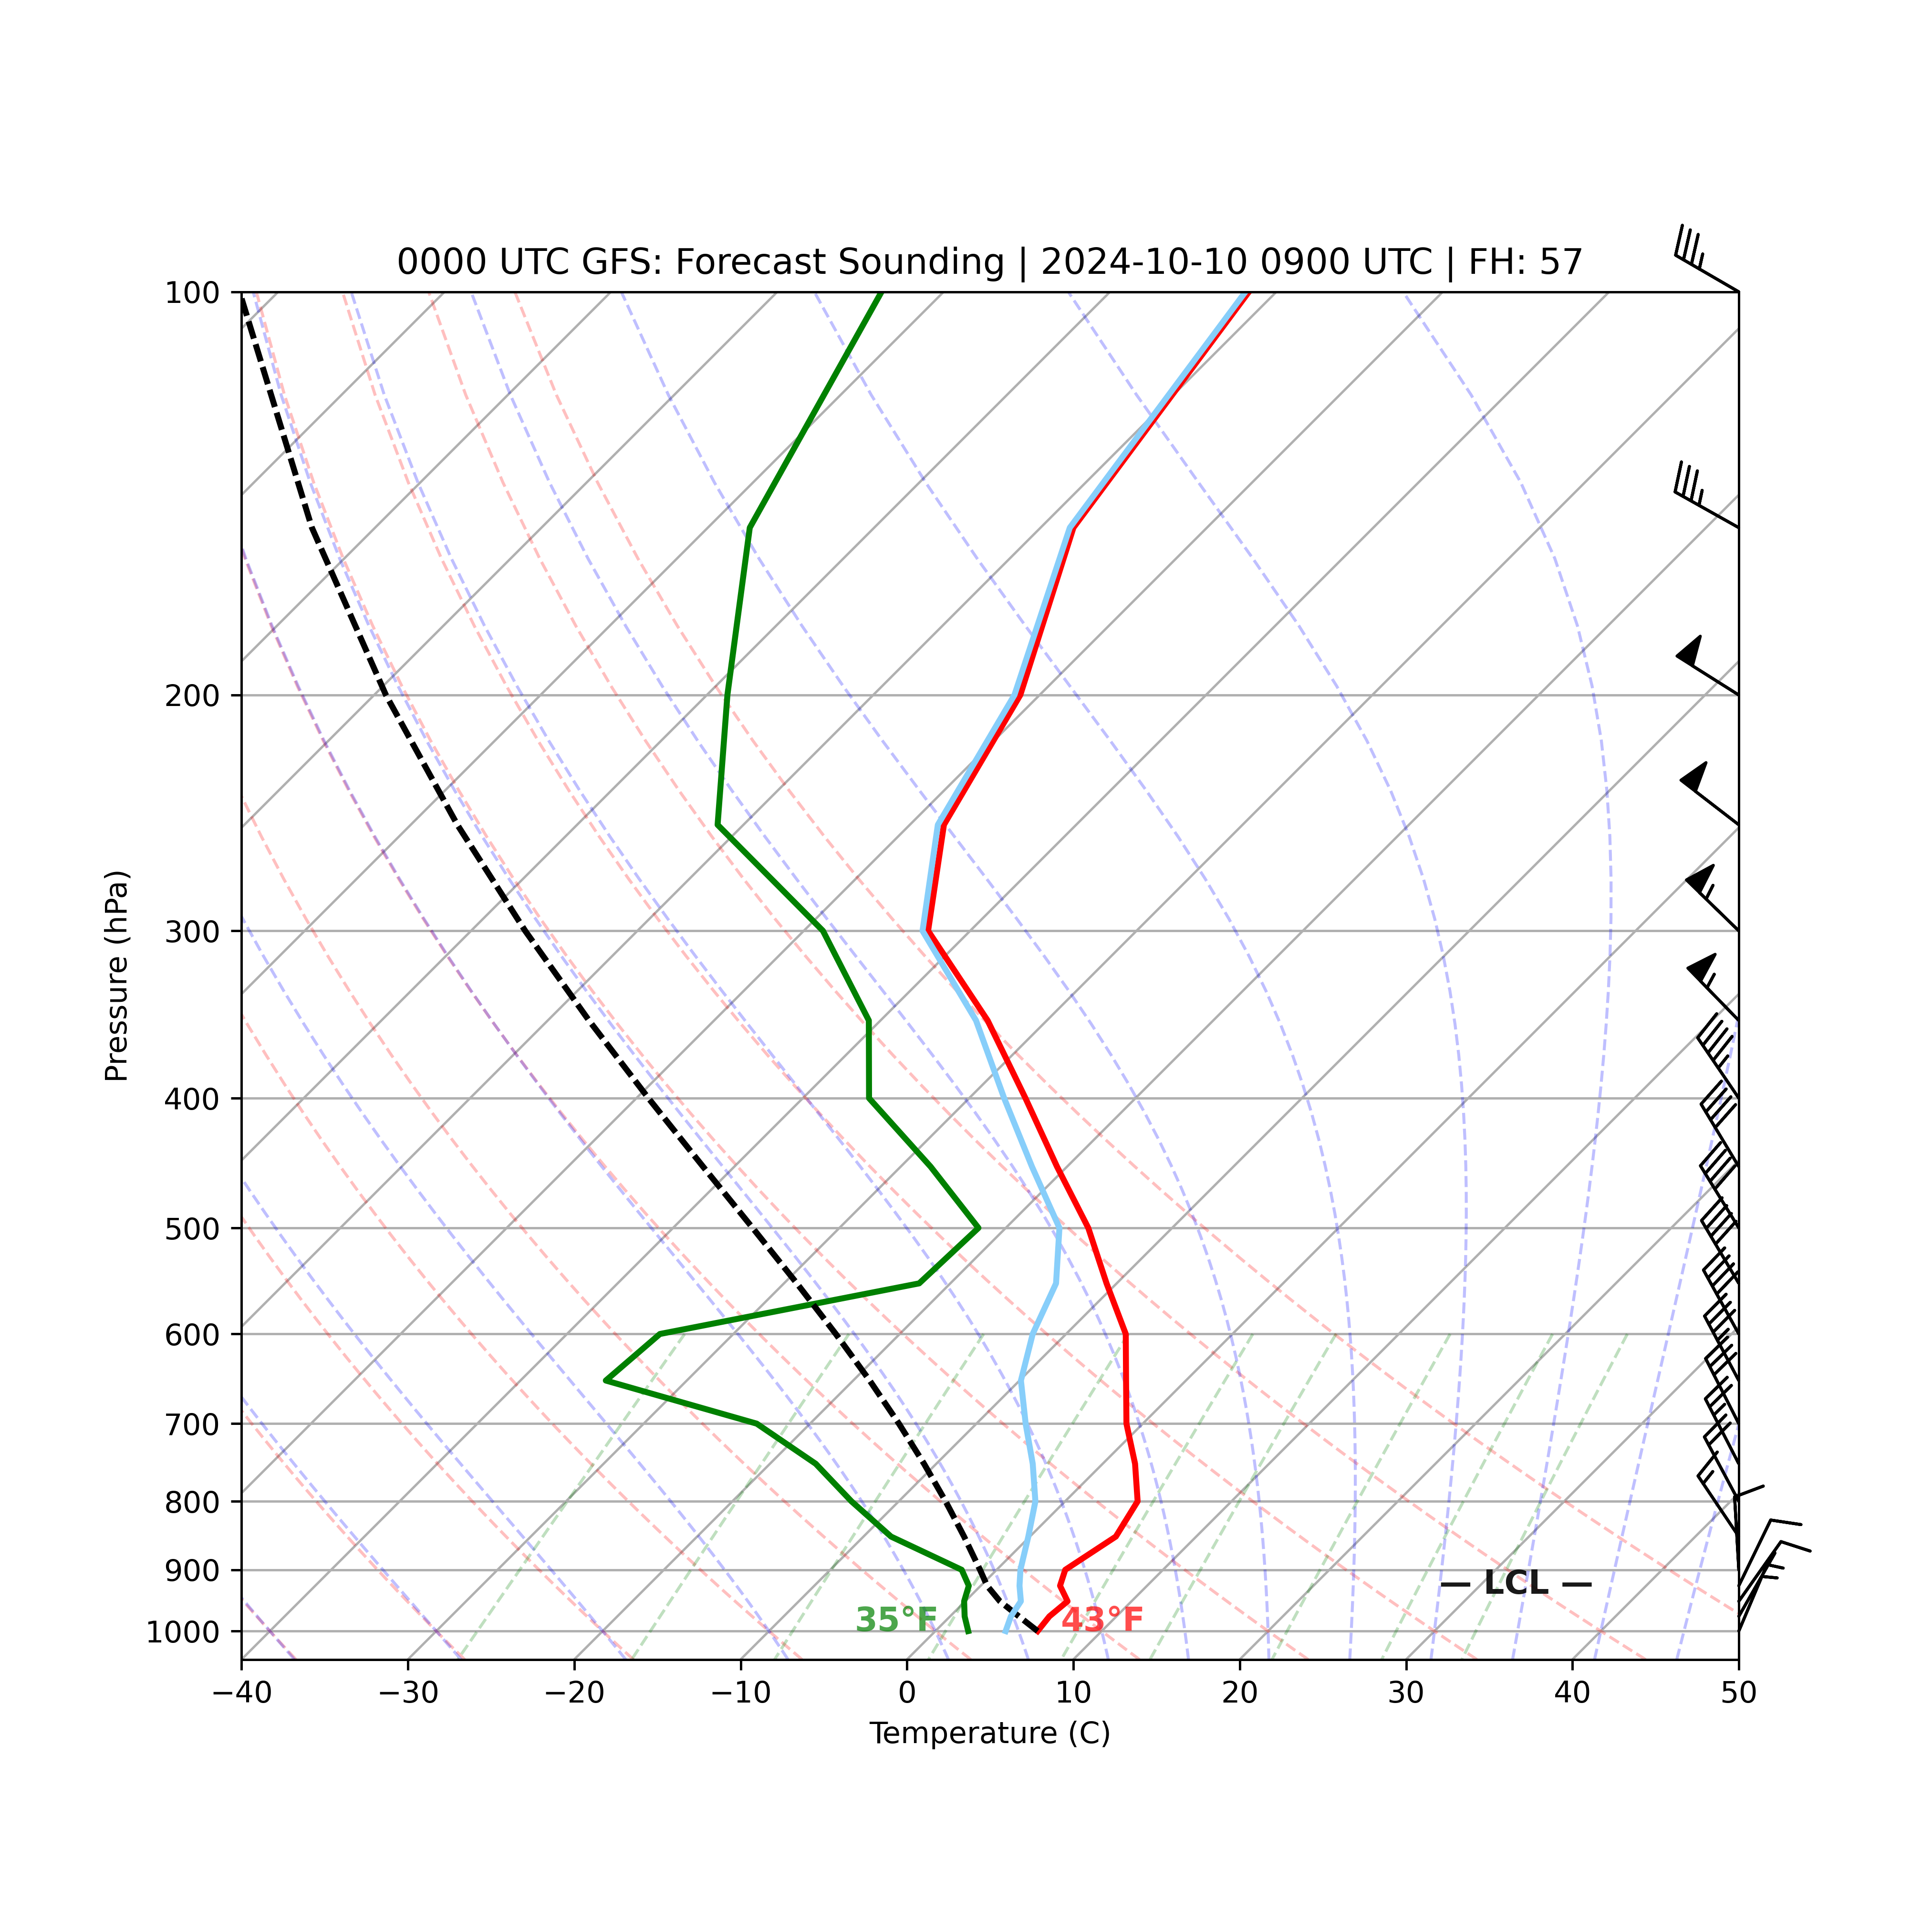 0000 UTC GFS: Forecast Sounding | 2024-10-10 0900 UTC | FH: 57
100
200
300
400
500
600
700
800
900
1000
Pressure (hPa)
— LCL —
35°F
43°F
−40 −30 −20 −10 0 10 20 30 40 50
Temperature (C)